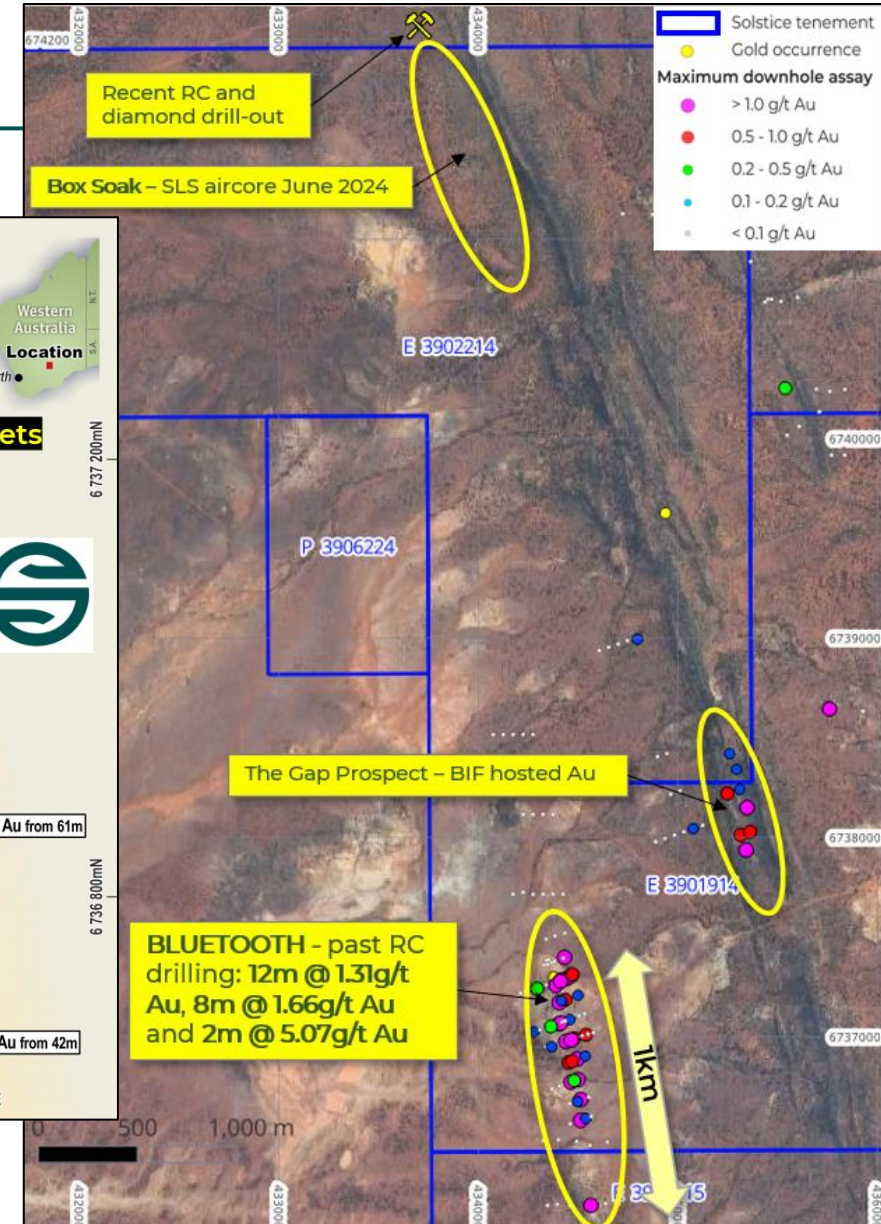 432000
433000
434000
674200
Solstice tenement
Gold occurrence
Maximum downhole assay
> 1.0 g/t Au
0.5 - 1.0 g/t Au
0.2 - 0.5 g/t Au
0.1 - 0.2 g/t Au
< 0.1 g/t Au
Recent RC and
diamond drill-out
Box Soak – SLS aircore June 2024
Western
Australia
N.T.
S.A.
Location
ets
6 737 200mN
E 3902214
6740000
P 3906224
6739000
The Gap Prospect – BIF hosted Au
Au from 61m
6738000
E 3901914
6 736 800mN
BLUETOOTH - past RC
drilling: 12m @ 1.31g/t
Au, 8m @ 1.66g/t Au
and 2m @ 5.07g/t Au
6737000
Au from 42m
1km
0 500 1,000 m
432000
433000
434000